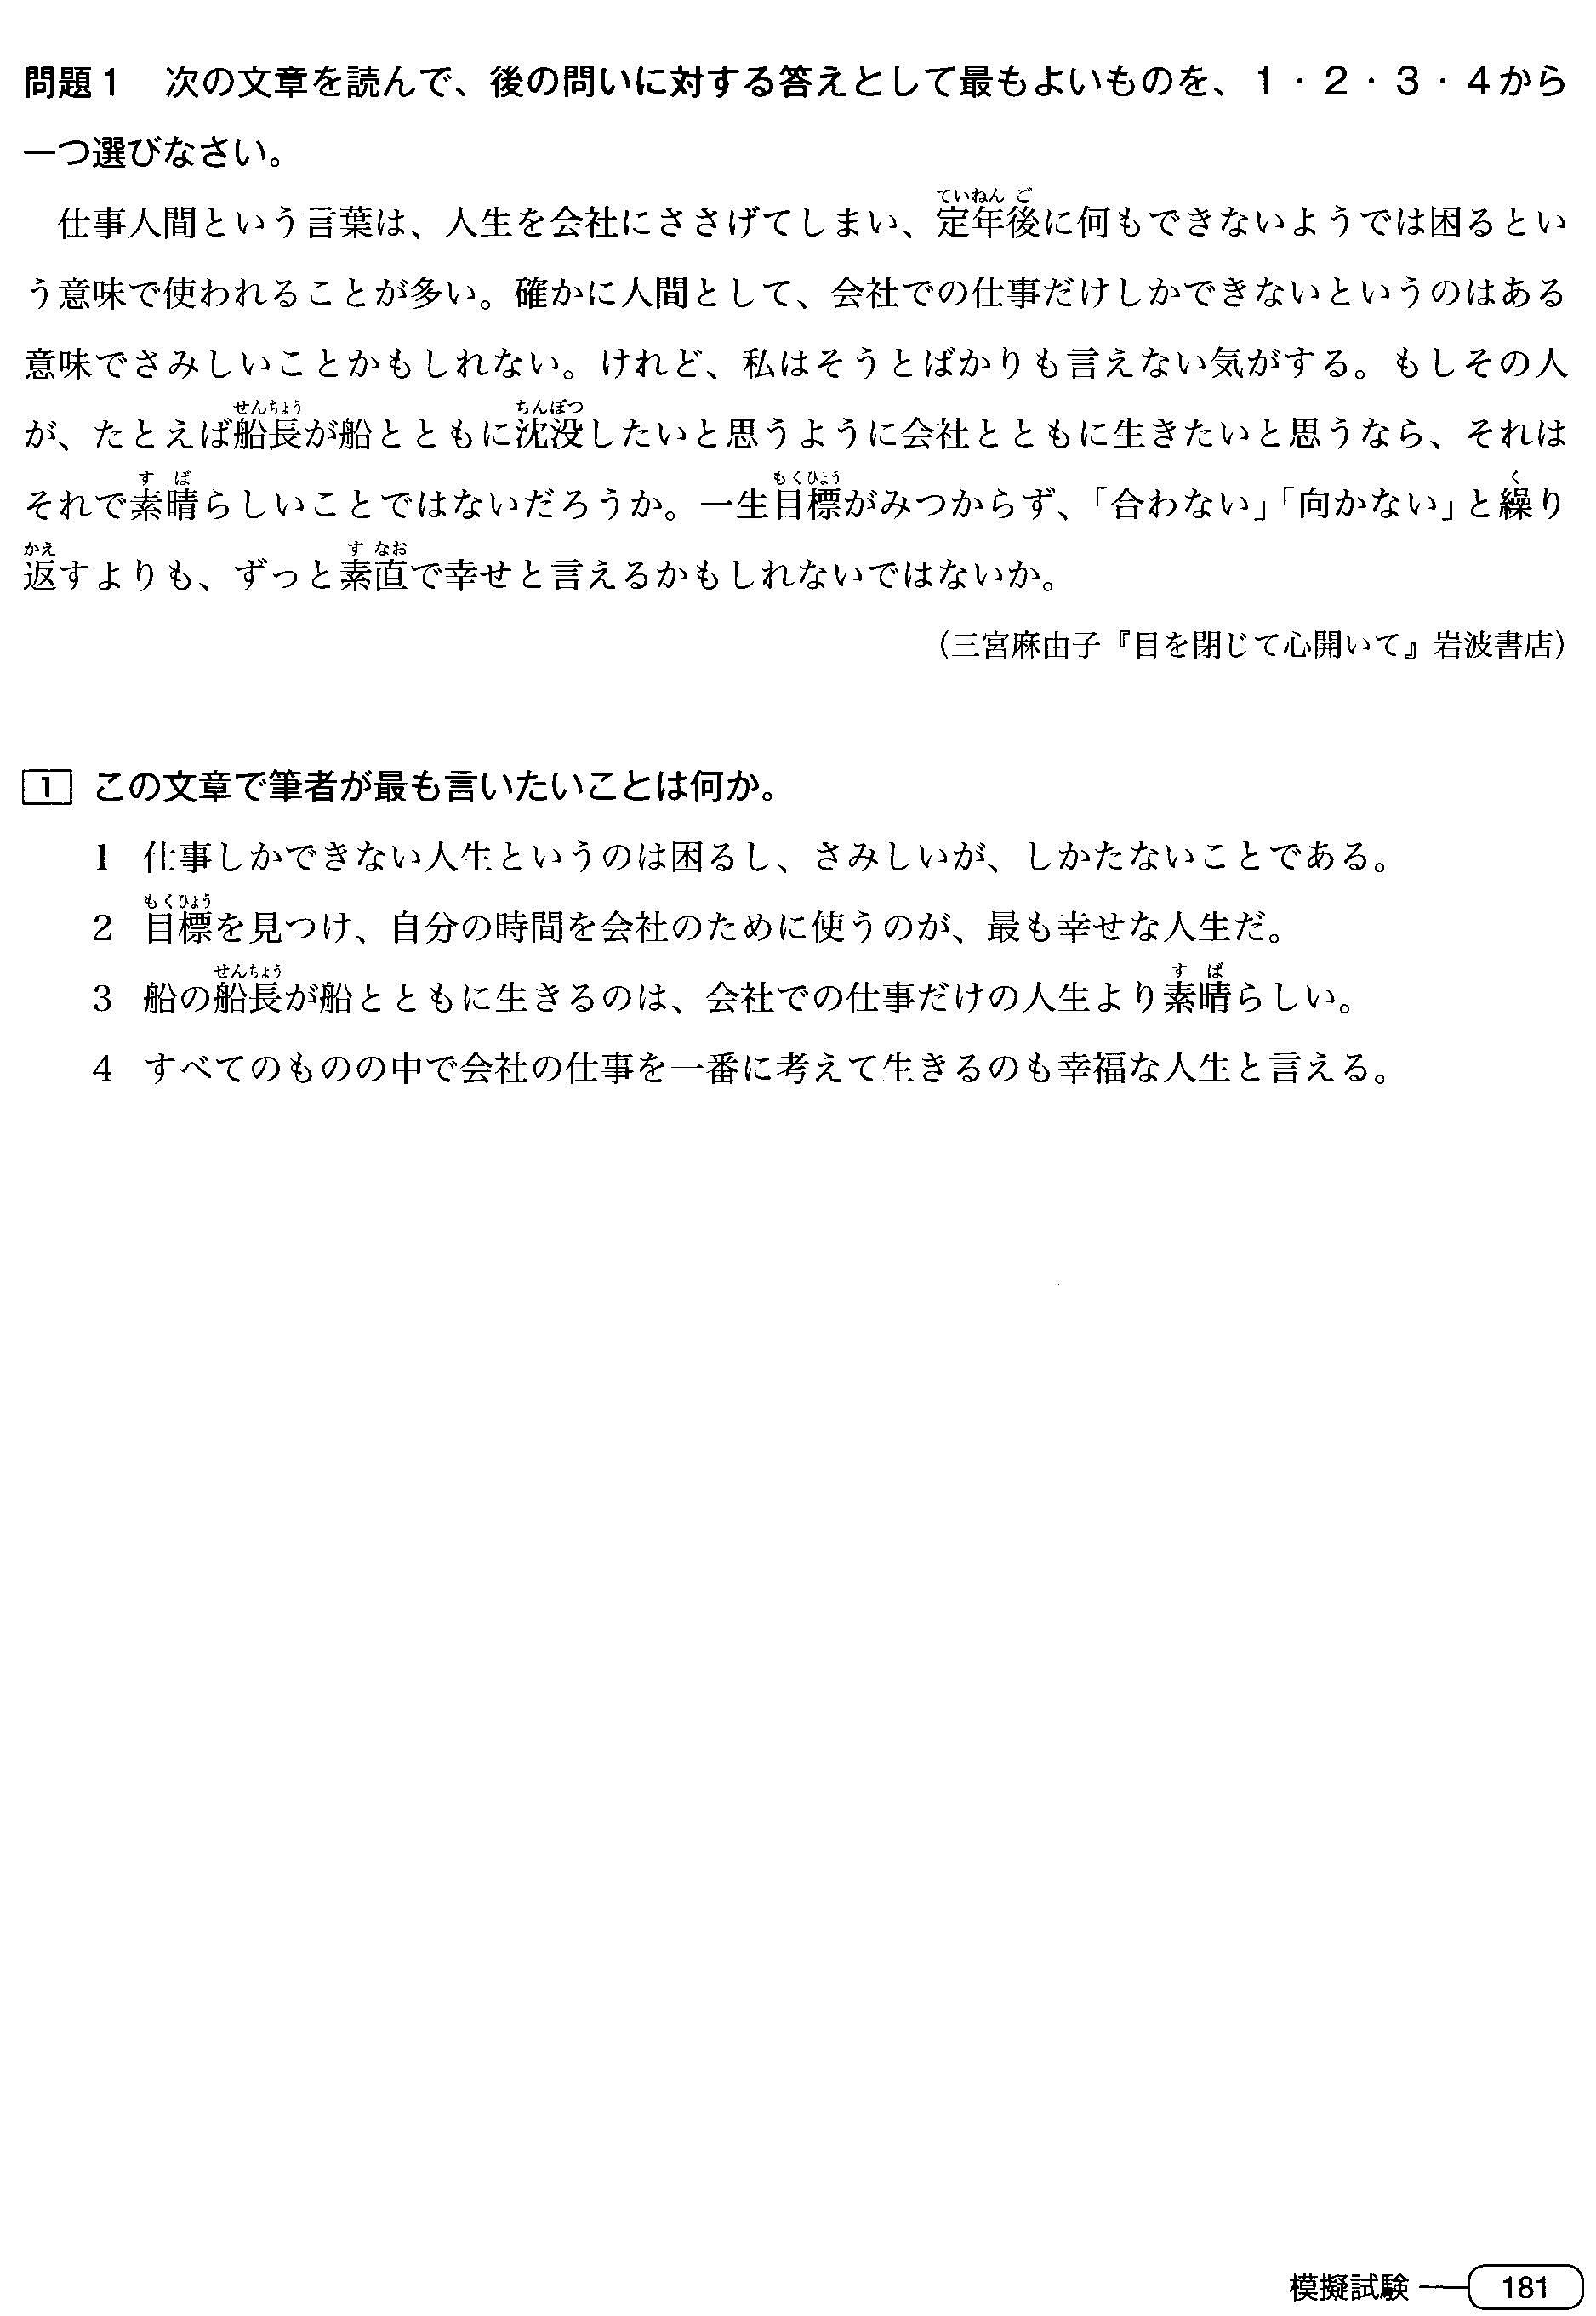 問題1　次の文章を読んで、後の問いに対する答えとして最もよいものを、1・2・3・4から
一つ選びなさい。
ていねん ご
仕事人間という言葉は、人生を会社にささげてしまい、定年後に何もできないようでは困るとい
う意味で使われることが多い。確かに人間として、会社での仕事だけしかできないというのはある
意味でさみしいことかもしれない。けれど、私はそうとばかりも言えない気がする。もしその人
せんちょう　ちんぼつ
が、たとえば船長が船とともに沈没したいと思うように会社とともに生きたいと思うなら、それは
す ば　もくひょう　く
それで素晴らしいことではないだろうか。一生目標がみつからず、「合わない」「向かない」と繰り
かえ　す なお
返すよりも、ずっと素直で幸せと言えるかもしれないではないか。
（三宮麻由子『目を閉じて心開いて』岩波書店）
1 この文章で筆者が最も言いたいことは何か。
1　仕事しかできない人生というのは困るし、さみしいが、しかたないことである。
もくひょう
2　目標を見つけ、自分の時間を会社のために使うのが、最も幸せな人生だ。
せんちょう　す ば
3　船の船長が船とともに生きるのは、会社での仕事だけの人生より素晴らしい。
4　すべてのものの中で会社の仕事を一番に考えて生きるのも幸福な人生と言える。
模擬試験　181